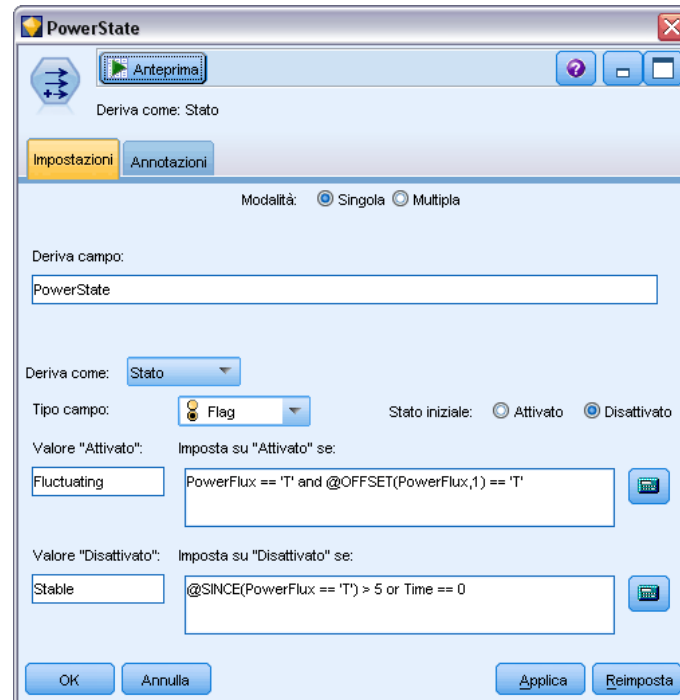 PowerState
Anteprima
Deriva come: Stato
Impostazioni Annotazioni
Modalità: Singola Multipla
Deriva campo:
PowerState
Deriva come: Stato
Tipo campo: Flag Stato iniziale: Attivato Disattivato
Valore "Attivato": Imposta su "Attivato" se:
Fluctuating PowerFlux == 'T' and @OFFSET(PowerFlux,1) == 'T'
Valore "Disattivato": Imposta su "Disattivato" se:
Stable @SINCE(PowerFlux == 'T') > 5 or Time == 0
OK Annulla Applica Reimposta